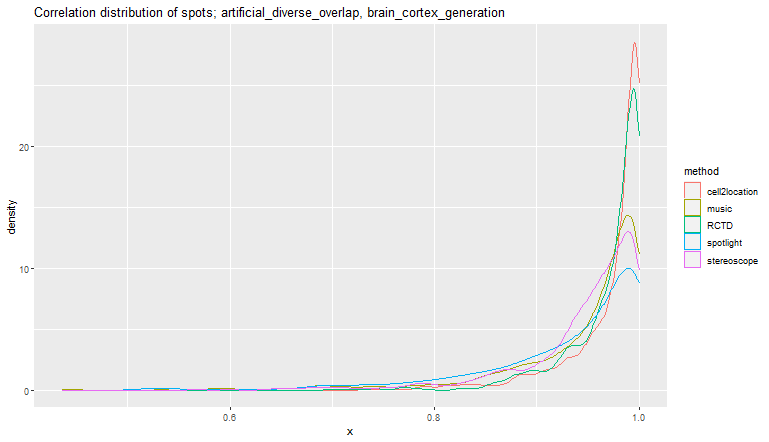 Correlation distribution of spots; artificial_diverse_overlap, brain_cortex_generation
density
20
10
0
0.6
0.8
1.0
x
method
cell2location
music
RCTD
spotlight
stereoscope